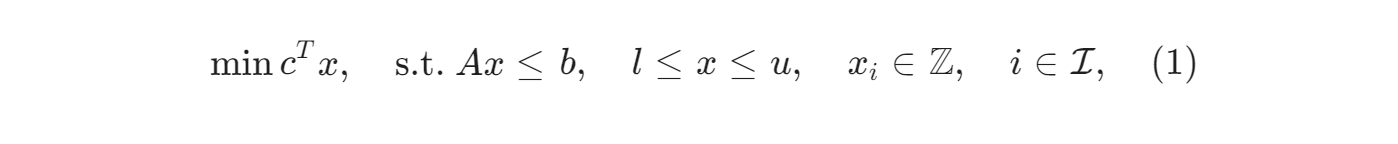 min c^T x,  s.t. Ax ≤ b,  l ≤ x ≤ u,  x_i ∈ ℤ,  i ∈ ℐ,  (1)